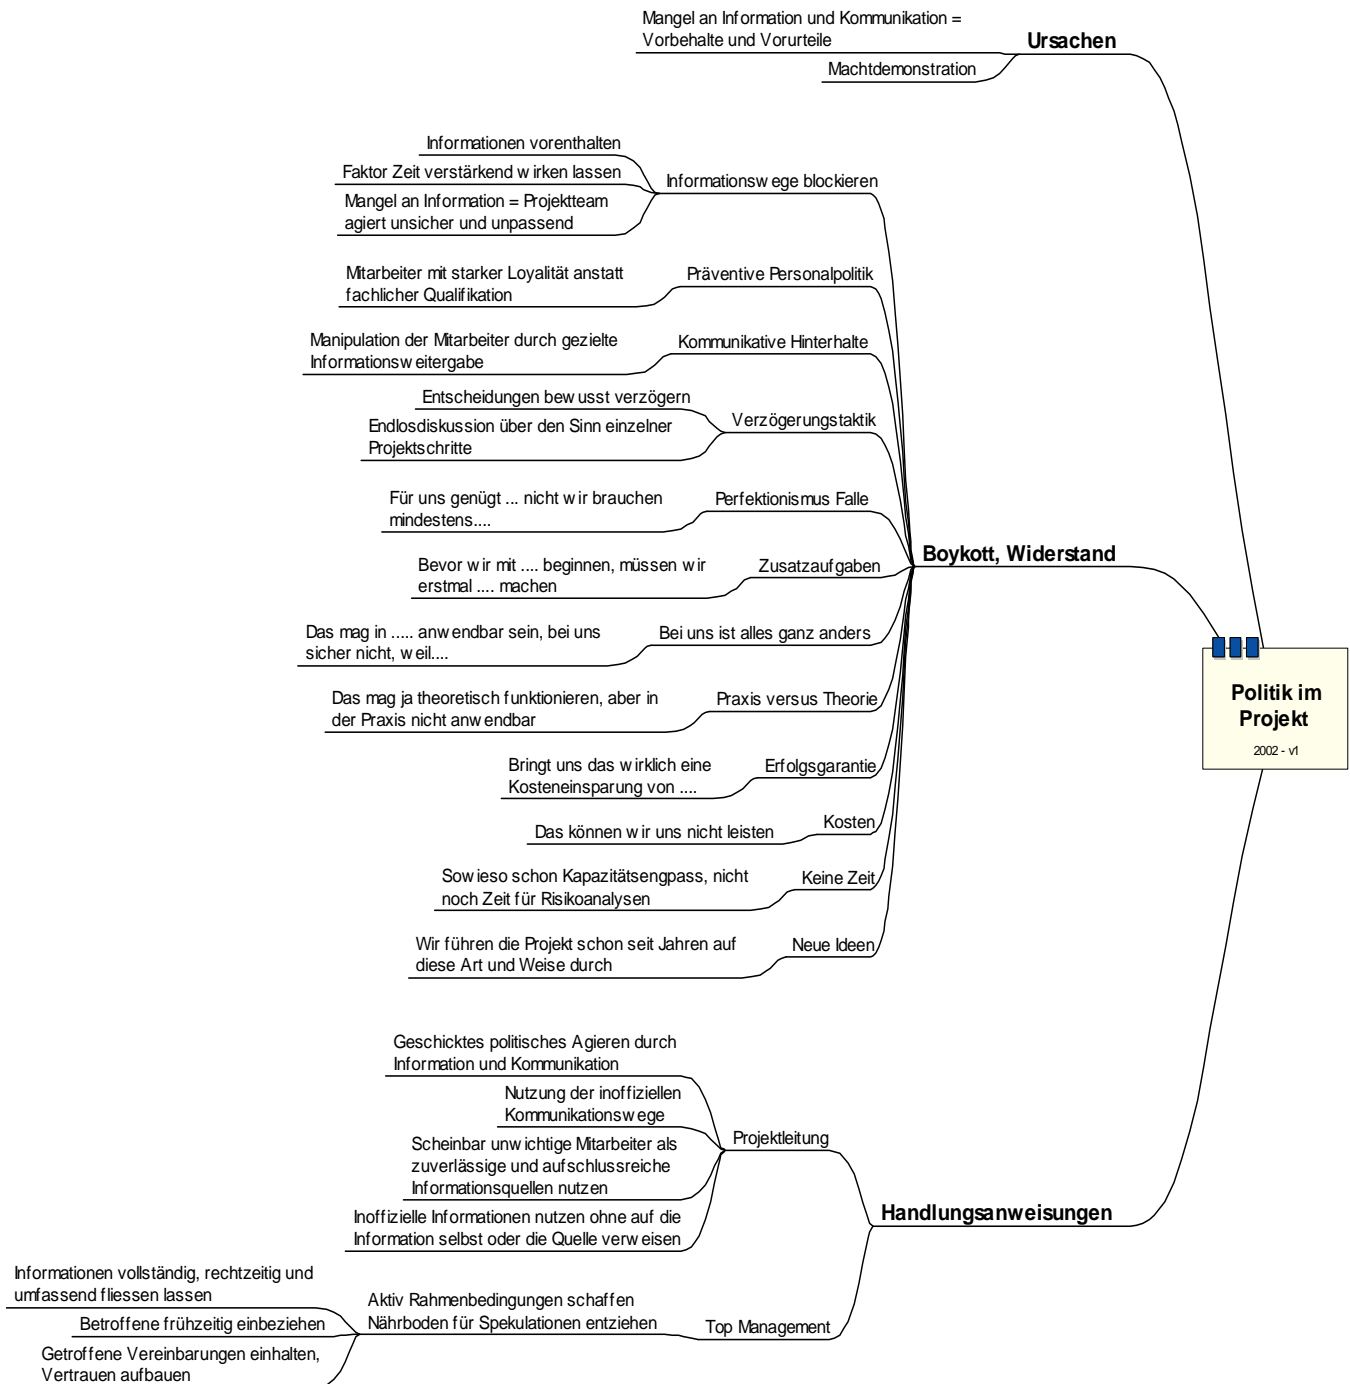 Mangel an Information und Kommunikation =
Vorbehalte und Vorurteile
Ursachen
Machtdemonstration
Informationen vorenthalten
Faktor Zeit verstärkend wirken lassen
Informationswege blockieren
Mangel an Information = Projektteam
agiert unsicher und unpassend
Mitarbeiter mit starker Loyalität anstatt
fachlicher Qualifikation
Präventive Personalpolitik
Manipulation der Mitarbeiter durch gezielte
Informationsweitergabe
Kommunikative Hinterhalte
Entscheidungen bewusst verzögern
Verzögerungstaktik
Endlosdiskussion über den Sinn einzelner
Projektschritte
Für uns genügt ... nicht wir brauchen
mindestens....
Perfektionismus Falle
Boykott, Widerstand
Bevor wir mit .... beginnen, müssen wir
erstmal .... machen
Zusatzaufgaben
Das mag in ..... anwendbar sein, bei uns
sicher nicht, weil....
Bei uns ist alles ganz anders
Das mag ja theoretisch funktionieren, aber in
der Praxis nicht anwendbar
Praxis versus Theorie
Politik im
Projekt
2002 - v1
Bringt uns das wirklich eine
Kosteneinsparung von ....
Erfolgsgarantie
Das können wir uns nicht leisten
Kosten
Sowieso schon Kapazitätsengpass, nicht
noch Zeit für Risikoanalysen
Keine Zeit
Wir führen die Projekt schon seit Jahren auf
diese Art und Weise durch
Neue Ideen
Geschicktes politisches Agieren durch
Information und Kommunikation
Nutzung der inoffiziellen
Kommunikationswege
Projektleitung
Scheinbar unwichtige Mitarbeiter als
zuverlässige und aufschlussreiche
Informationsquellen nutzen
Inoffizielle Informationen nutzen ohne auf die
Information selbst oder die Quelle verweisen
Handlungsanweisungen
Informationen vollständig, rechtzeitig und
umfassend fliessen lassen
Aktiv Rahmenbedingungen schaffen
Nährboden für Spekulationen entziehen
Top Management
Betroffene frühzeitig einbeziehen
Getroffene Vereinbarungen einhalten,
Vertrauen aufbauen